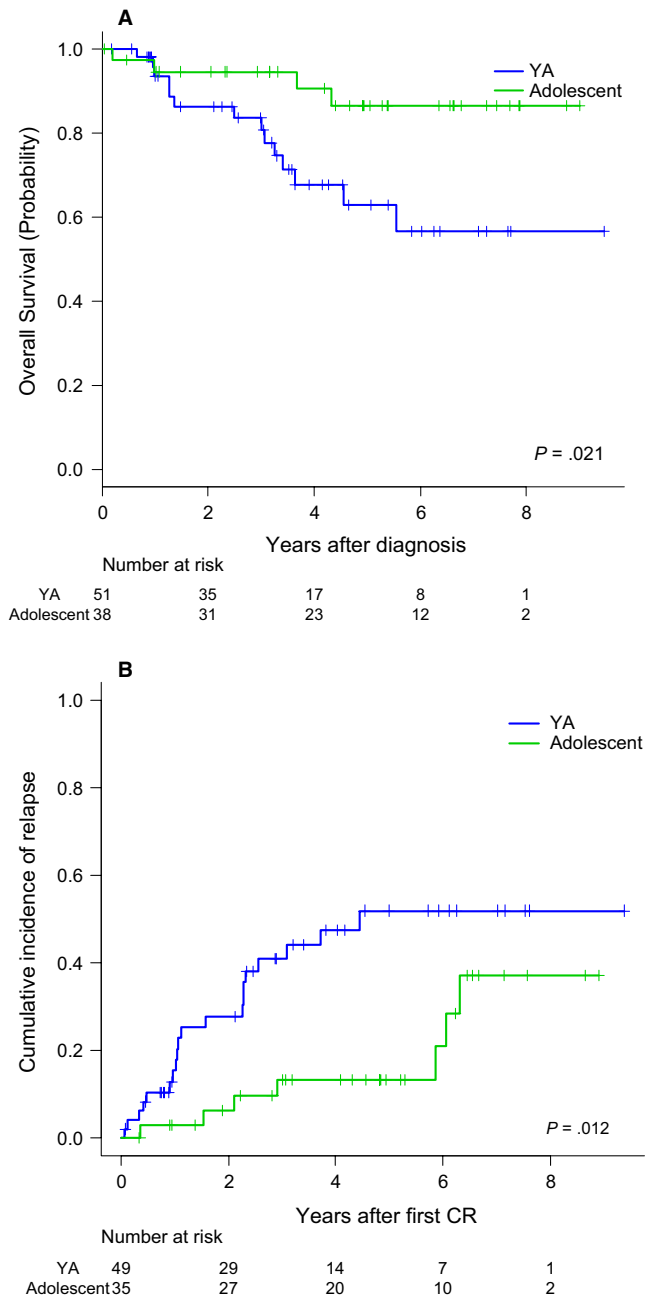 A
1.0
0.8
0.6
0.4
0.2
0.0
Overall Survival (Probability)
YA
Adolescent
P = .021
0 2 4 6 8
Years after diagnosis
Number at risk
YA 51 35 17 8 1
Adolescent 38 31 23 12 2
B
1.0
0.8
0.6
0.4
0.2
0.0
Cumulative incidence of relapse
YA
Adolescent
P = .012
0 2 4 6 8
Years after first CR
Number at risk
YA 49 29 14 7 1
Adolescent 35 27 20 10 2